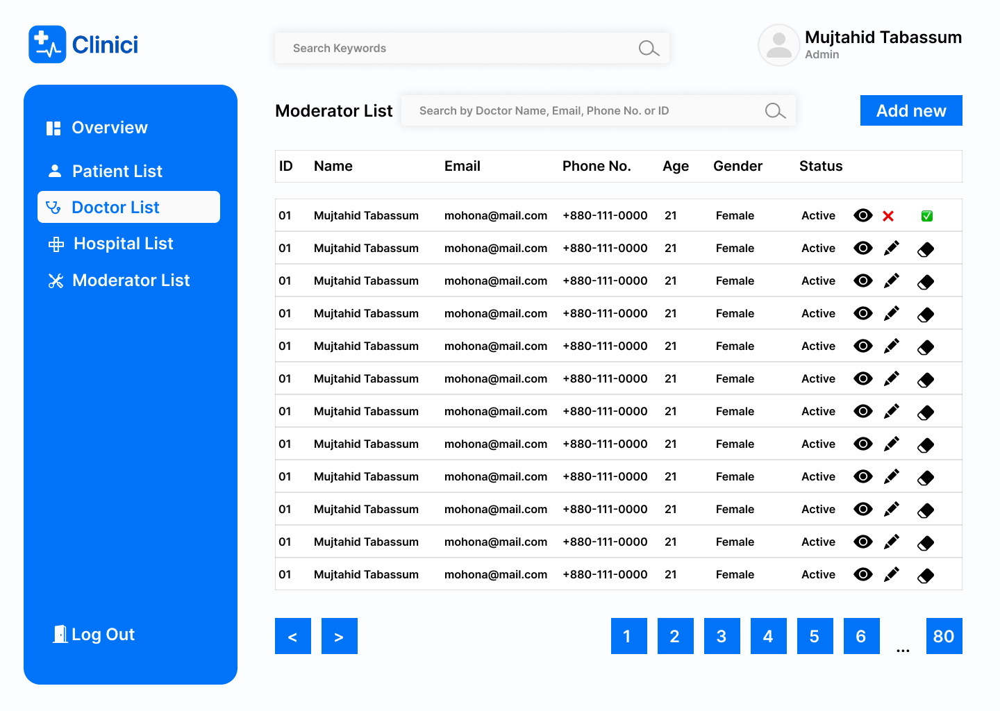 Clinici
Search Keywords
Mujtahid Tabassum
Admin
Overview
Patient List
Doctor List
Hospital List
Moderator List
Log Out
Moderator List
Search by Doctor Name, Email, Phone No. or ID
Add new
ID Name Email Phone No. Age Gender Status
01 Mujtahid Tabassum mohona@mail.com +880-111-0000 21 Female Active
01 Mujtahid Tabassum mohona@mail.com +880-111-0000 21 Female Active
01 Mujtahid Tabassum mohona@mail.com +880-111-0000 21 Female Active
01 Mujtahid Tabassum mohona@mail.com +880-111-0000 21 Female Active
01 Mujtahid Tabassum mohona@mail.com +880-111-0000 21 Female Active
01 Mujtahid Tabassum mohona@mail.com +880-111-0000 21 Female Active
01 Mujtahid Tabassum mohona@mail.com +880-111-0000 21 Female Active
01 Mujtahid Tabassum mohona@mail.com +880-111-0000 21 Female Active
01 Mujtahid Tabassum mohona@mail.com +880-111-0000 21 Female Active
01 Mujtahid Tabassum mohona@mail.com +880-111-0000 21 Female Active
01 Mujtahid Tabassum mohona@mail.com +880-111-0000 21 Female Active
01 Mujtahid Tabassum mohona@mail.com +880-111-0000 21 Female Active
< > 1 2 3 4 5 6 ... 80